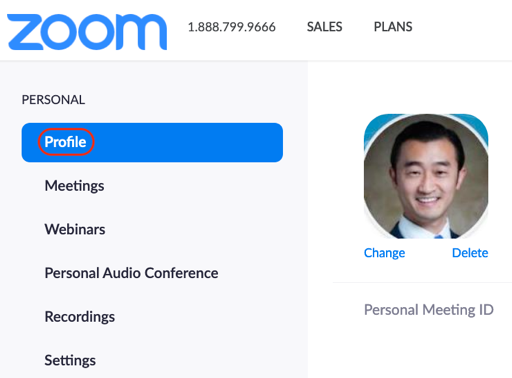 zoom 1.888.799.9666 SALES PLANS
PERSONAL
Profile
Meetings
Webinars
Personal Audio Conference
Recordings
Settings
Change Delete
Personal Meeting ID